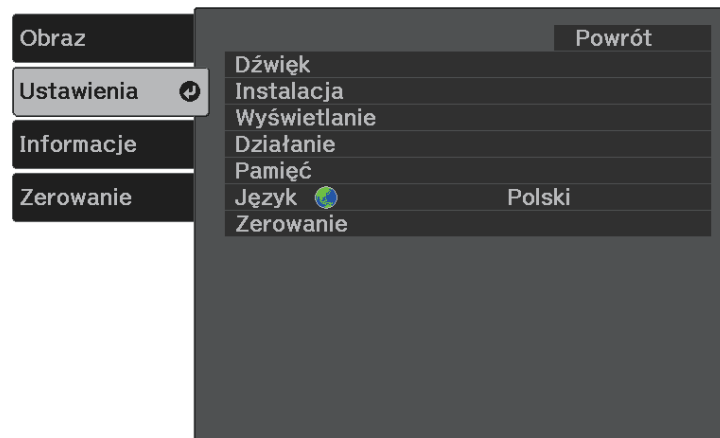 Obraz
Ustawienia
Informacje
Zerowanie
Powrót
Dźwięk
Instalacja
Wyświetlanie
Działanie
Pamięć
Język Polski
Zerowanie